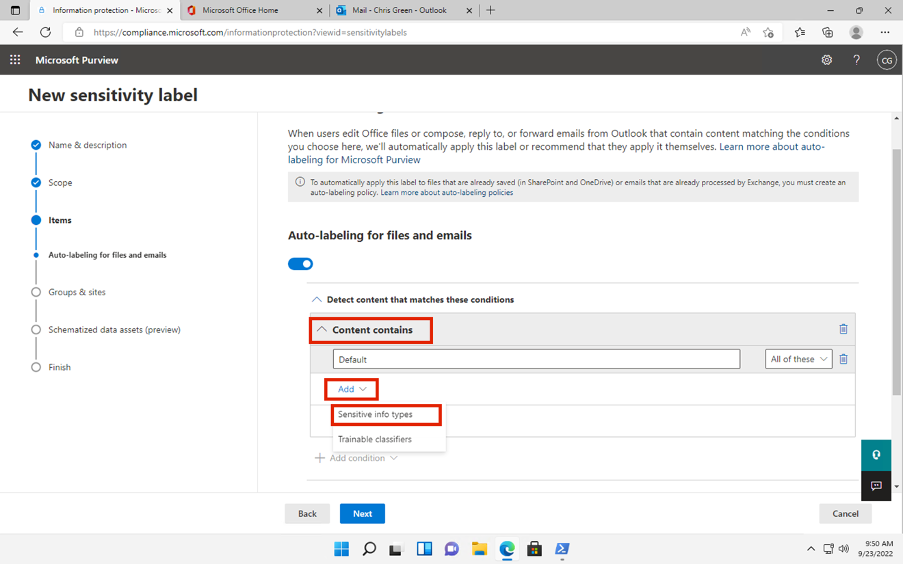 Information protection - Microso
Microsoft Office Home
Mail - Chris Green - Outlook
https://compliance.microsoft.com/informationprotection?viewid=sensitivitylabels
Microsoft Purview
?
CG
New sensitivity label
Name & description
Scope
Items
Auto-labeling for files and emails
Groups & sites
Schematized data assets (preview)
Finish
When users edit Office files or compose, reply to, or forward emails from Outlook that contain content matching the conditions
you choose here, we'll automatically apply this label or recommend that they apply it themselves. Learn more about auto-
labeling for Microsoft Purview
To automatically apply this label to files that are already saved (in SharePoint and OneDrive) or emails that are already processed by Exchange, you must create an
auto-labeling policy. Learn more about auto-labeling policies
Auto-labeling for files and emails
Detect content that matches these conditions
Content contains
Default
All of these
Add
Sensitive info types
Trainable classifiers
Add condition
Back
Next
Cancel
9:50 AM
9/23/2022